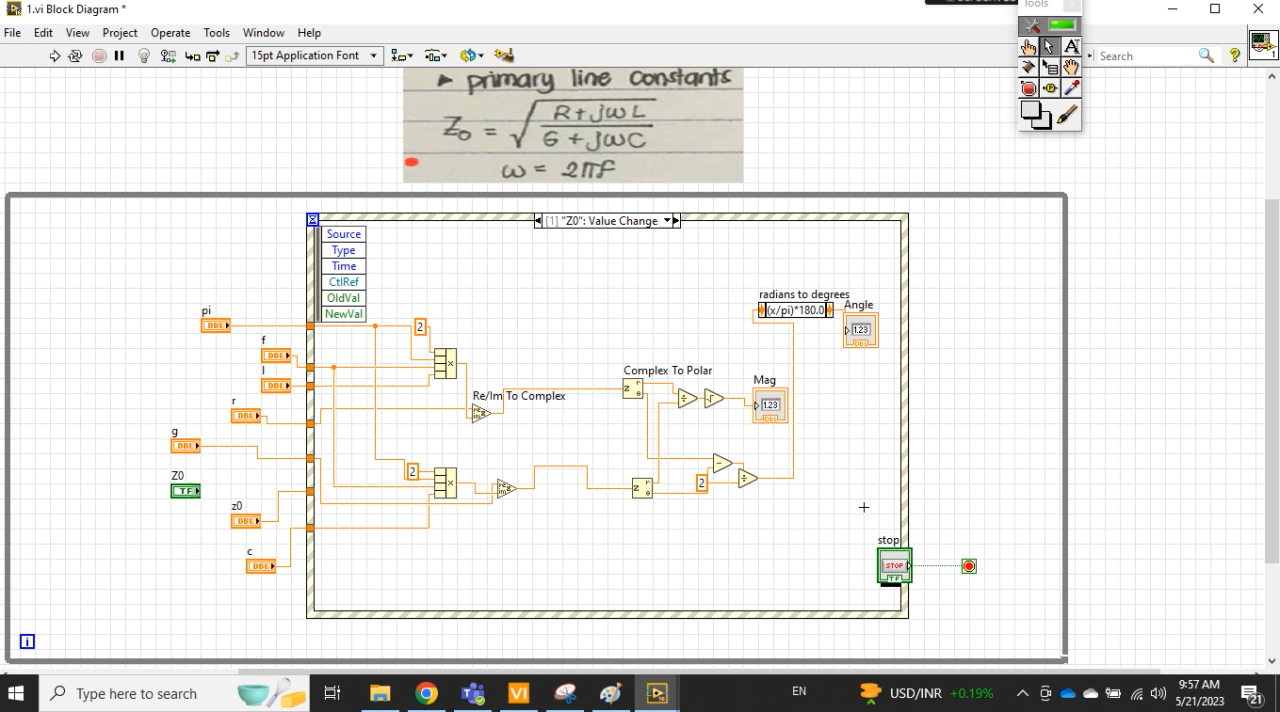 1.vi Block Diagram *
Tools
File Edit View Project Operate Tools Window Help
15pt Application Font
Search
primary line constants
Z0 = √ R+jωL
G+jωC
ω = 2πf
[1] "Z0": Value Change
Source
Type
Time
CtlRef
OldVal
NewVal
radians to degrees
(x/pi)*180.0
Angle
1.23
DBL
pi
DBL
2
f
DBL
l
DBL
Complex To Polar
Mag
1.23
DBL
Re/Im To Complex
r
DBL
g
DBL
2
2
Z0
TF
z0
DBL
c
DBL
stop
STOP
TF
i
Type here to search
EN
USD/INR +0.19%
9:57 AM
5/21/2023
21